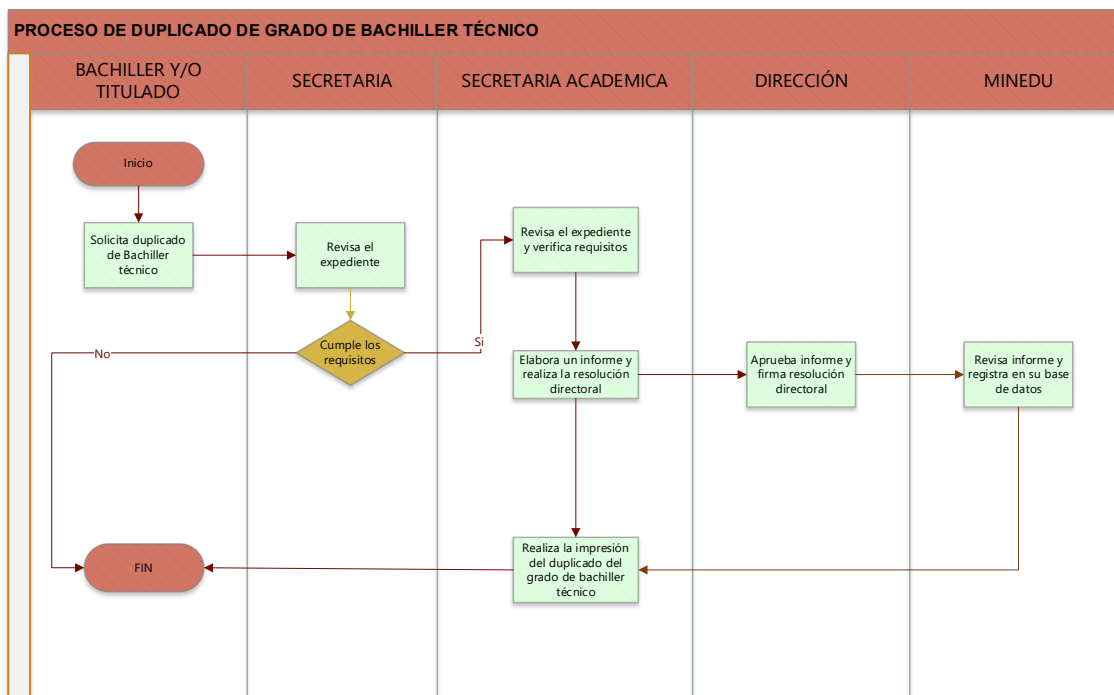 PROCESO DE DUPLICADO DE GRADO DE BACHILLER TÉCNICO
BACHILLER Y/O
TITULADO
SECRETARIA
SECRETARIA ACADEMICA
DIRECCIÓN
MINEDU
Inicio
Solicita duplicado
de Bachiller
técnico
Revisa el
expediente
Revisa el expediente
y verifica requisitos
Cumple los
requisitos
No
Si
Elabora un informe y
realiza la resolución
directoral
Aprueba informe y
firma resolución
directoral
Revisa informe y
registra en su base
de datos
Realiza la impresión
del duplicado del
grado de bachiller
técnico
FIN